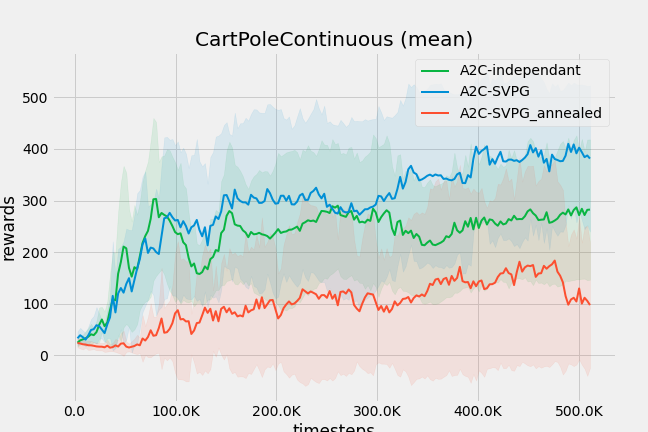 CartPoleContinuous (mean)
A2C-independant
A2C-SVPG
A2C-SVPG_annealed
rewards
500
400
300
200
100
0
0.0 100.0K 200.0K 300.0K 400.0K 500.0K
timesteps